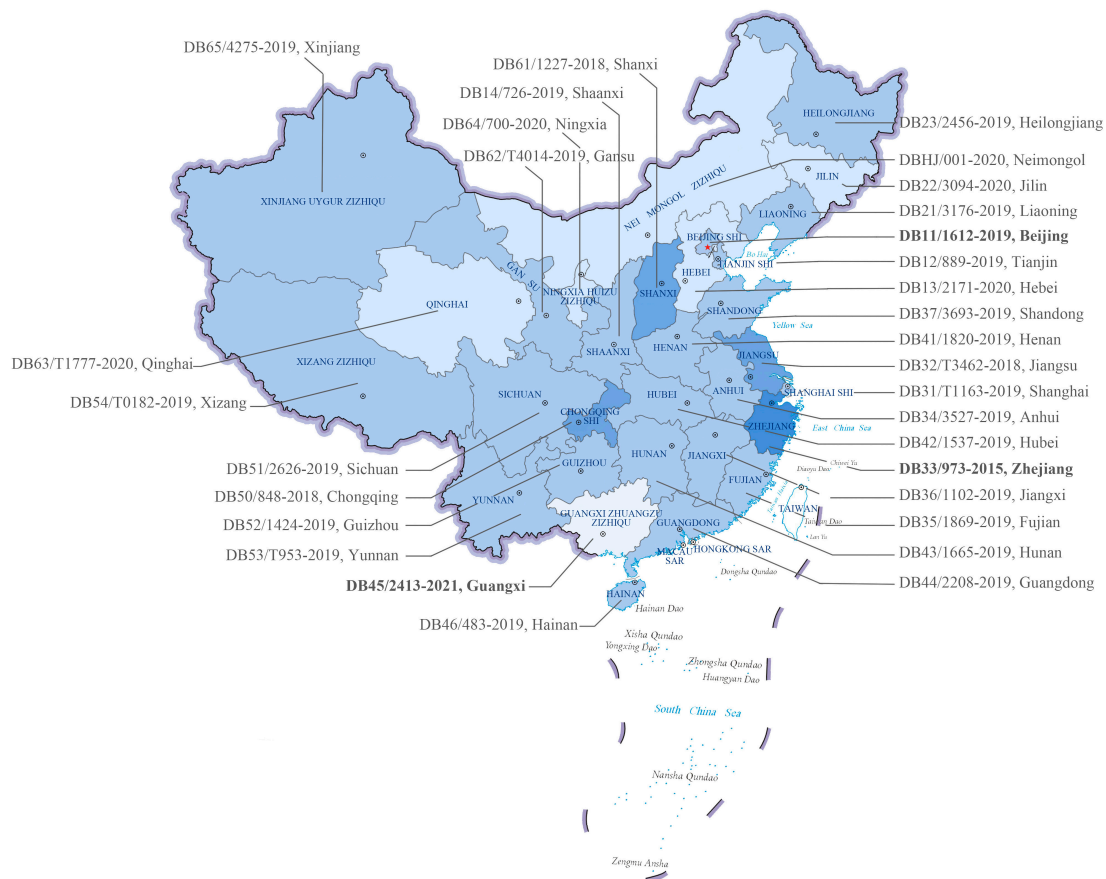 DB65/4275-2019, Xinjiang
DB61/1227-2018, Shanxi
DB14/726-2019, Shaanxi
DB64/700-2020, Ningxia
DB62/T4014-2019, Gansu
DB23/2456-2019, Heilongjiang
DBHJ/001-2020, Neimongol
DB22/3094-2020, Jilin
DB21/3176-2019, Liaoning
DB11/1612-2019, Beijing
DB12/889-2019, Tianjin
DB13/2171-2020, Hebei
DB37/3693-2019, Shandong
DB41/1820-2019, Henan
DB32/T3462-2018, Jiangsu
DB31/T1163-2019, Shanghai
DB34/3527-2019, Anhui
DB42/1537-2019, Hubei
DB33/973-2015, Zhejiang
DB36/1102-2019, Jiangxi
DB35/1869-2019, Fujian
DB43/1665-2019, Hunan
DB44/2208-2019, Guangdong
DB63/T1777-2020, Qinghai
DB54/T0182-2019, Xizang
DB51/2626-2019, Sichuan
DB50/848-2018, Chongqing
DB52/1424-2019, Guizhou
DB53/T953-2019, Yunnan
DB45/2413-2021, Guangxi
DB46/483-2019, Hainan
HEILONGJIANG
JILIN
LIAONING
NEI MONGOL ZIZHIQU
XINJIANG UYGUR ZIZHIQU
BEIJING SHI
Bo Hai
TIANJIN SHI
HEBEI
GAN SU
NINGXIA HUIZU
ZIZHIQU
SHANXI
QINGHAI
SHANDONG
Yellow Sea
SHAANXI
HENAN
JIANGSU
XIZANG ZIZHIQU
SICHUAN
CHONGQING
SHI
HUBEI
ANHUI
SHANGHAI SHI
ZHEJIANG
East China Sea
HUNAN
JIANGXI
Chiwei Yu
Diaoyu Dao
GUIZHOU
FUJIAN
YUNNAN
TAIWAN
Taiwan Dao
Lan Yu
GUANGXI ZHUANGZU
ZIZHIQU
GUANGDONG
MACAU
SAR
HONGKONG SAR
Dongsha Qundao
HAINAN
Hainan Dao
Xisha Qundao
Yongxing Dao
Zhongsha Qundao
Huangyan Dao
South China Sea
Nansha Qundao
Zengmu Ansha